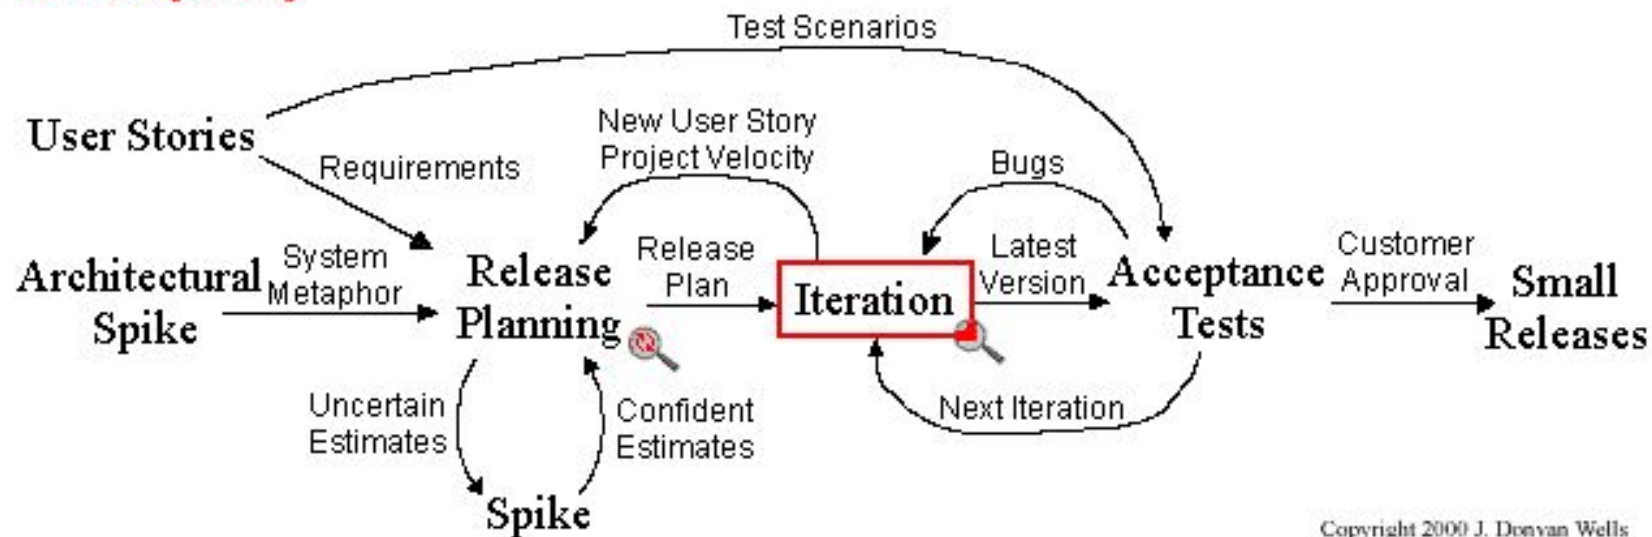 Test Scenarios
User Stories
New User Story
Project Velocity
Requirements
Bugs
Architectural
Spike
System
Metaphor
Release
Planning
Release
Plan
Iteration
Latest
Version
Acceptance
Tests
Customer
Approval
Small
Releases
Uncertain
Estimates
Confident
Estimates
Next Iteration
Spike
Copyright 2000 J. Donvan Wells